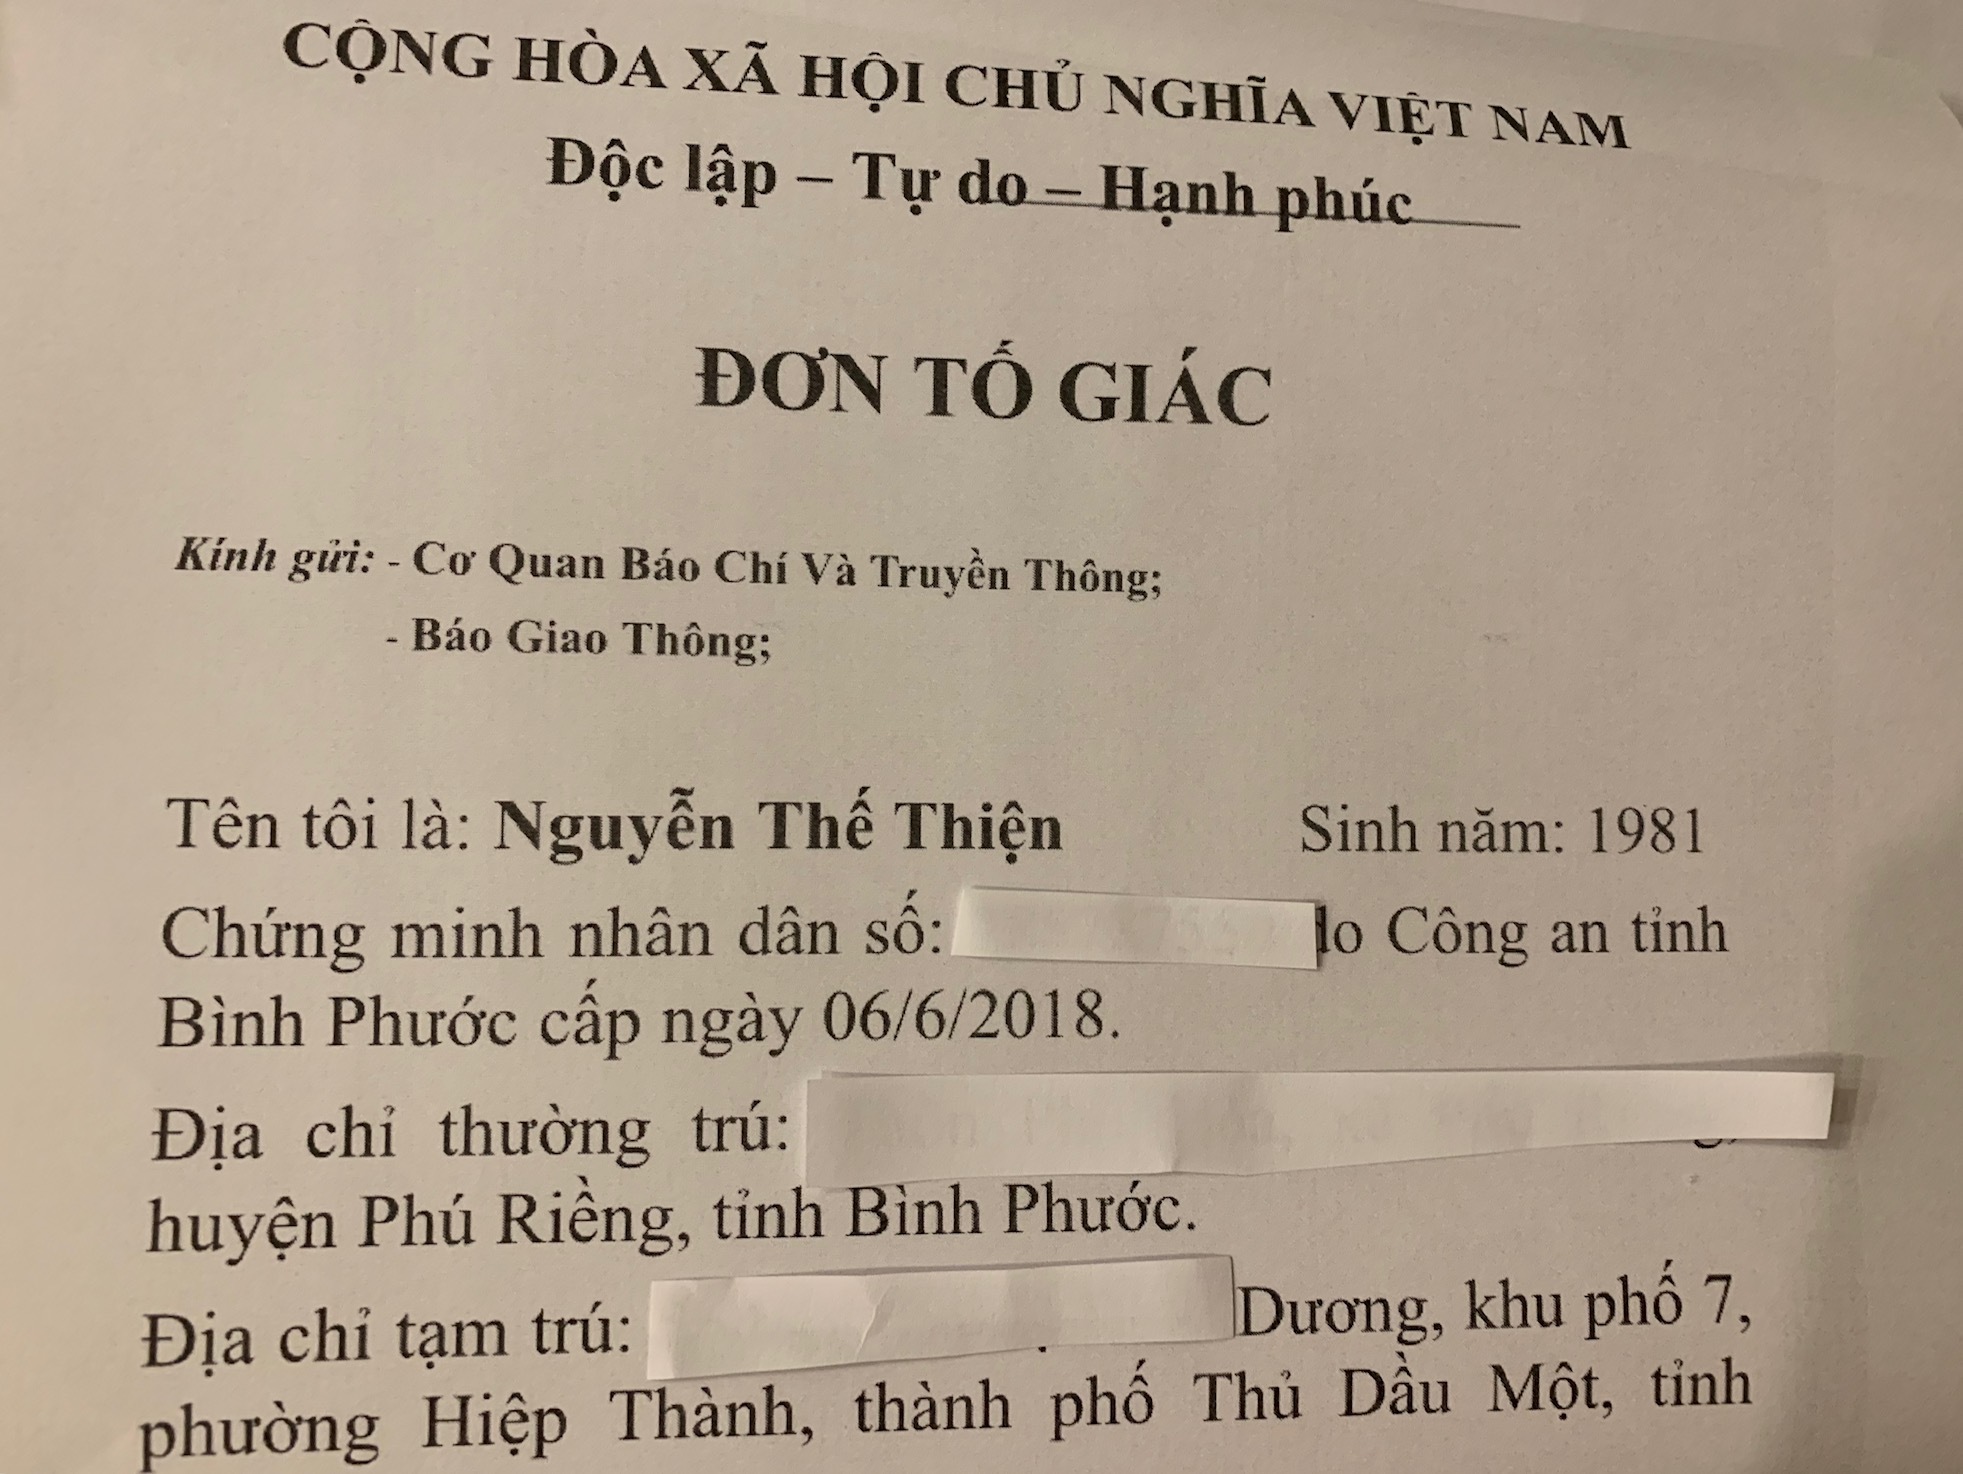 CỘNG HÒA XÃ HỘI CHỦ NGHĨA VIỆT NAM
Độc lập – Tự do – Hạnh phúc
ĐƠN TỐ GIÁC
Kính gửi: - Cơ Quan Báo Chí Và Truyền Thông;
- Báo Giao Thông;
Tên tôi là: Nguyễn Thế Thiện Sinh năm: 1981
Chứng minh nhân dân số: do Công an tỉnh
Bình Phước cấp ngày 06/6/2018.
Địa chỉ thường trú:
huyện Phú Riềng, tỉnh Bình Phước.
Địa chỉ tạm trú: Dương, khu phố 7,
phường Hiệp Thành, thành phố Thủ Dầu Một, tỉnh